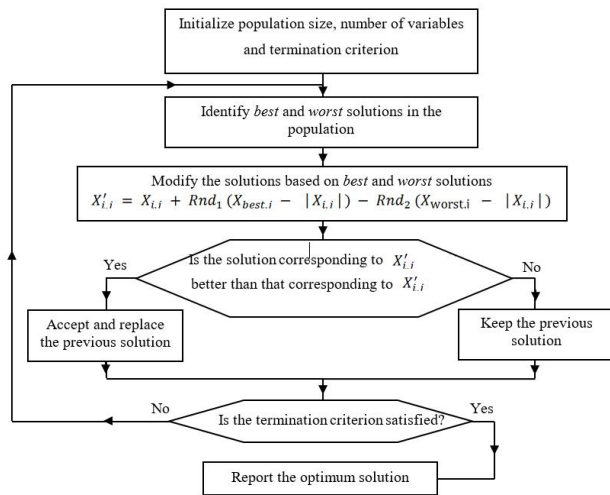 Initialize population size, number of variables
and termination criterion
Identify best and worst solutions in the
population
Modify the solutions based on best and worst solutions
X′i.i = Xi.i + Rnd1 (Xbest.i − |Xi.i|) − Rnd2 (Xworst.i − |Xi.i|)
Is the solution corresponding to X′i.i
better than that corresponding to X′i.i
Yes
No
Accept and replace
the previous solution
Keep the previous
solution
No
Is the termination criterion satisfied?
Yes
Report the optimum solution